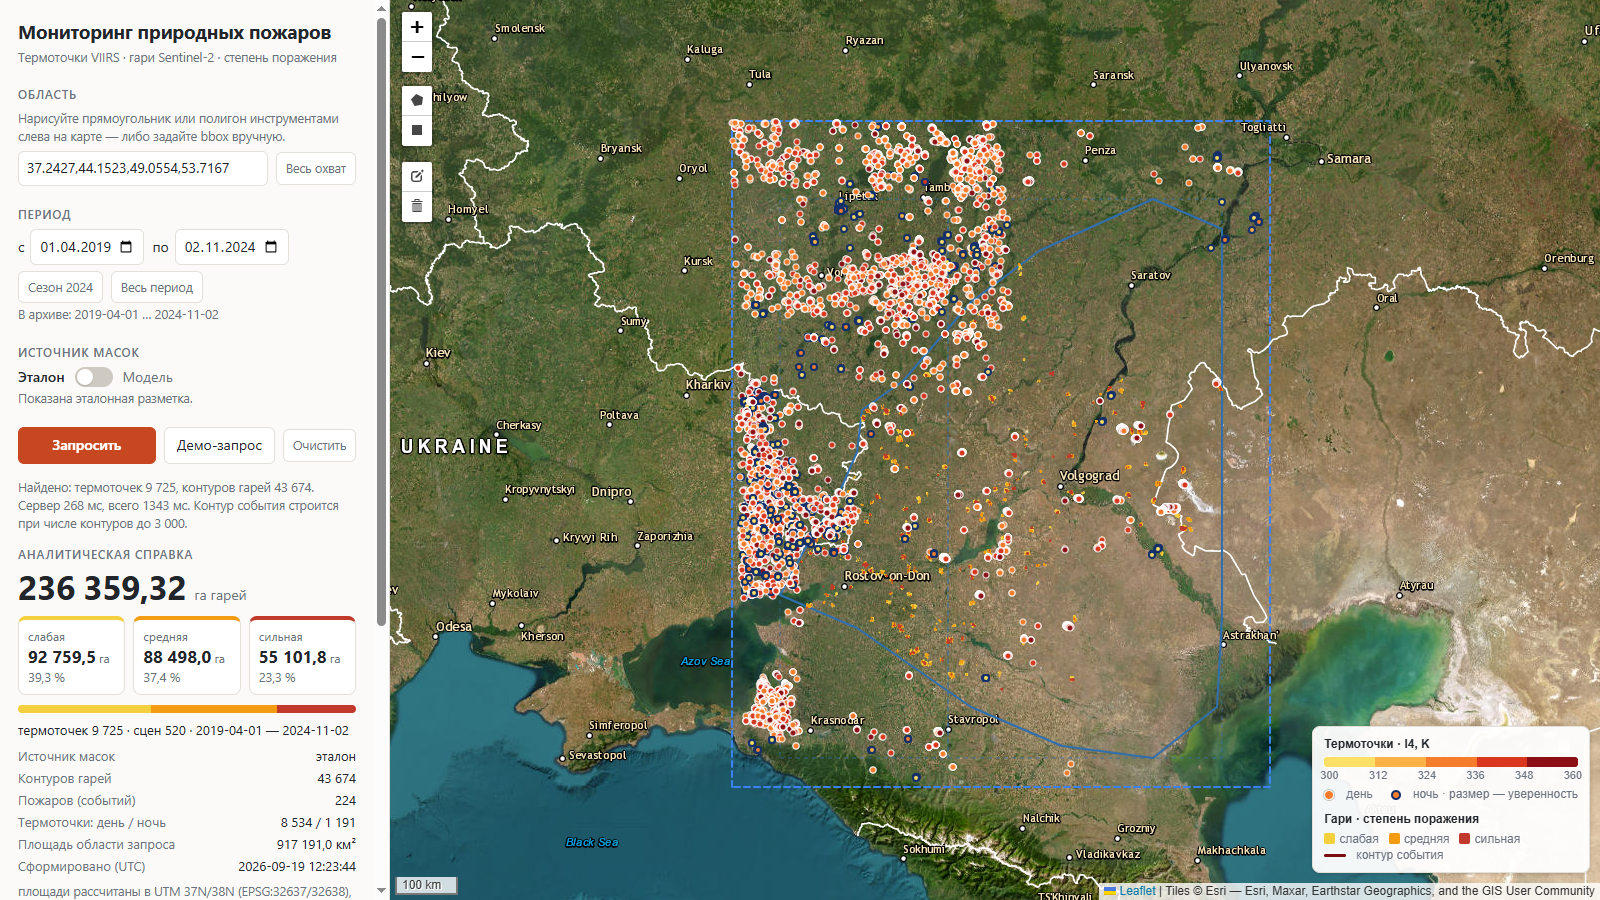 Мониторинг природных пожаров
Термоточки VIIRS · гари Sentinel-2 · степень поражения
ОБЛАСТЬ
Нарисуйте прямоугольник или полигон инструментами
слева на карте — либо задайте bbox вручную.
37.2427,44.1523,49.0554,53.7167
Весь охват
ПЕРИОД
с 01.04.2019 по 02.11.2024
Сезон 2024
Весь период
В архиве: 2019-04-01 … 2024-11-02
ИСТОЧНИК МАСОК
Эталон Модель
Показана эталонная разметка.
Запросить
Демо-запрос
Очистить
Найдено: термоточек 9 725, контуров гарей 43 674.
Сервер 268 мс, всего 1343 мс. Контур события строится
при числе контуров до 3 000.
АНАЛИТИЧЕСКАЯ СПРАВКА
236 359,32 га гарей
слабая
92 759,5 га
39,3 %
средняя
88 498,0 га
37,4 %
сильная
55 101,8 га
23,3 %
термоточек 9 725 · сцен 520 · 2019-04-01 — 2024-11-02
Источник масок эталон
Контуров гарей 43 674
Пожаров (событий) 224
Термоточки: день / ночь 8 534 / 1 191
Площадь области запроса 917 191,0 км²
Сформировано (UTC) 2026-09-19 12:23:44
площади рассчитаны в UTM 37N/38N (EPSG:32637/32638),
+
−
Smolensk
Kaluga
Ryazan
Tula
Saransk
Ulyanovsk
Togliatti
Samara
Bryansk
Oryol
Penza
Homyel
Kursk
Saratov
Orenburg
Oral
Sumy
Kiev
Kharkiv
Poltava
Cherkasy
UKRAINE
Kropyvnytskyi
Dnipro
Volgograd
Kryvyi Rih
Zaporizhia
Rostov-on-Don
Atyrau
Mykolaiv
Odesa
Kherson
Astrakhan'
Azov Sea
Simferopol
Krasnodar
Stavropol
Sevastopol
Black Sea
Nalchik
Grozny
Sokhumi
Vladikavkaz
Makhachkala
TS'Khinvali
100 km
Термоточки · I4, K
300 312 324 336 348 360
день ночь · размер — уверенность
Гари · степень поражения
слабая средняя сильная
контур события
Leaflet | Tiles © Esri — Esri, Maxar, Earthstar Geographics, and the GIS User Community